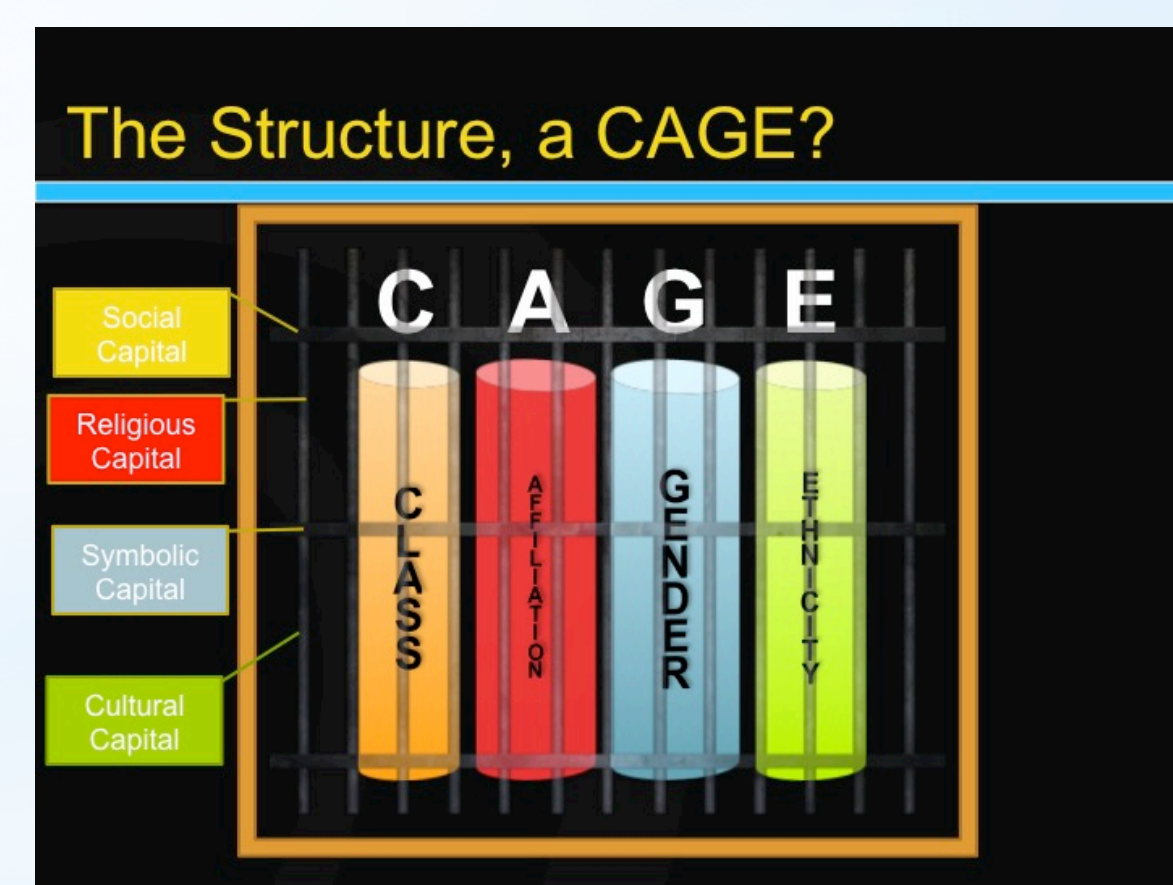 The Structure, a CAGE?
C A G E
Social
Capital
Religious
Capital
Symbolic
Capital
Cultural
Capital
CLASS
AFFILIATION
GENDER
ETHNICITY